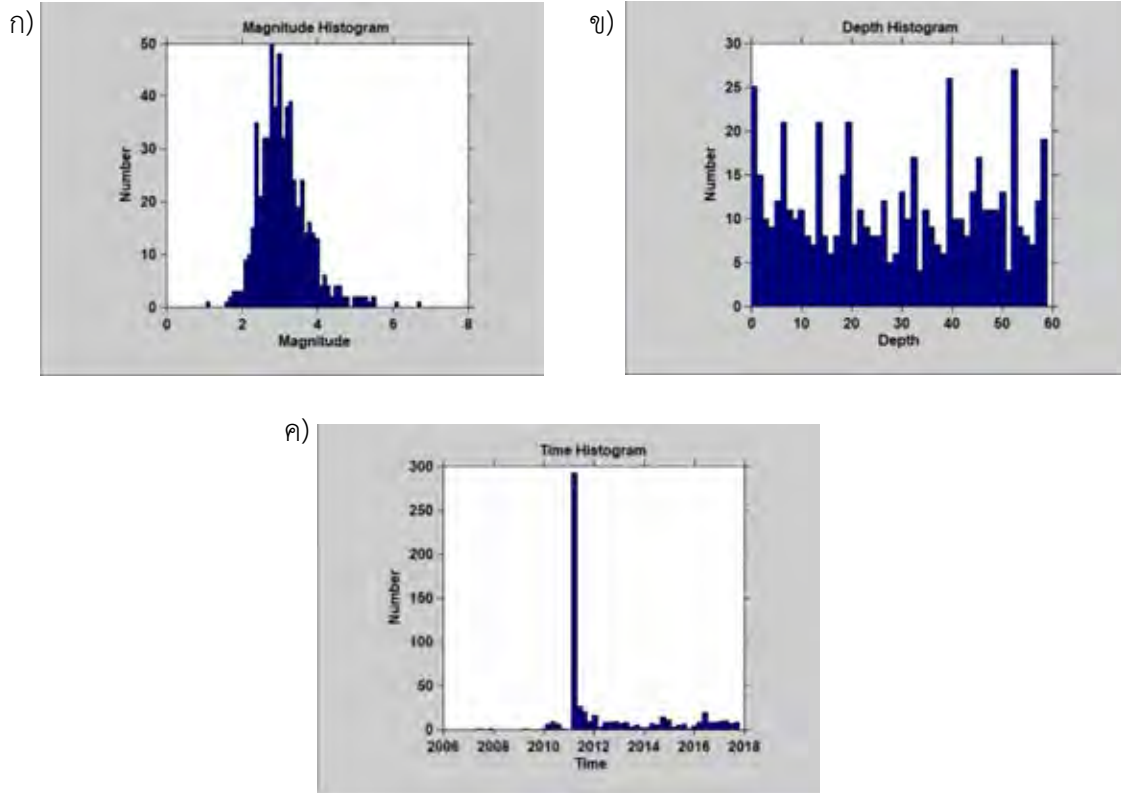 ก)
Magnitude Histogram
50
40
30
20
10
0
Number
0 2 4 6 8
Magnitude
ข)
Depth Histogram
30
25
20
15
10
5
0
Number
0 10 20 30 40 50 60
Depth
ค)
Time Histogram
300
250
200
150
100
50
0
Number
2006 2008 2010 2012 2014 2016 2018
Time